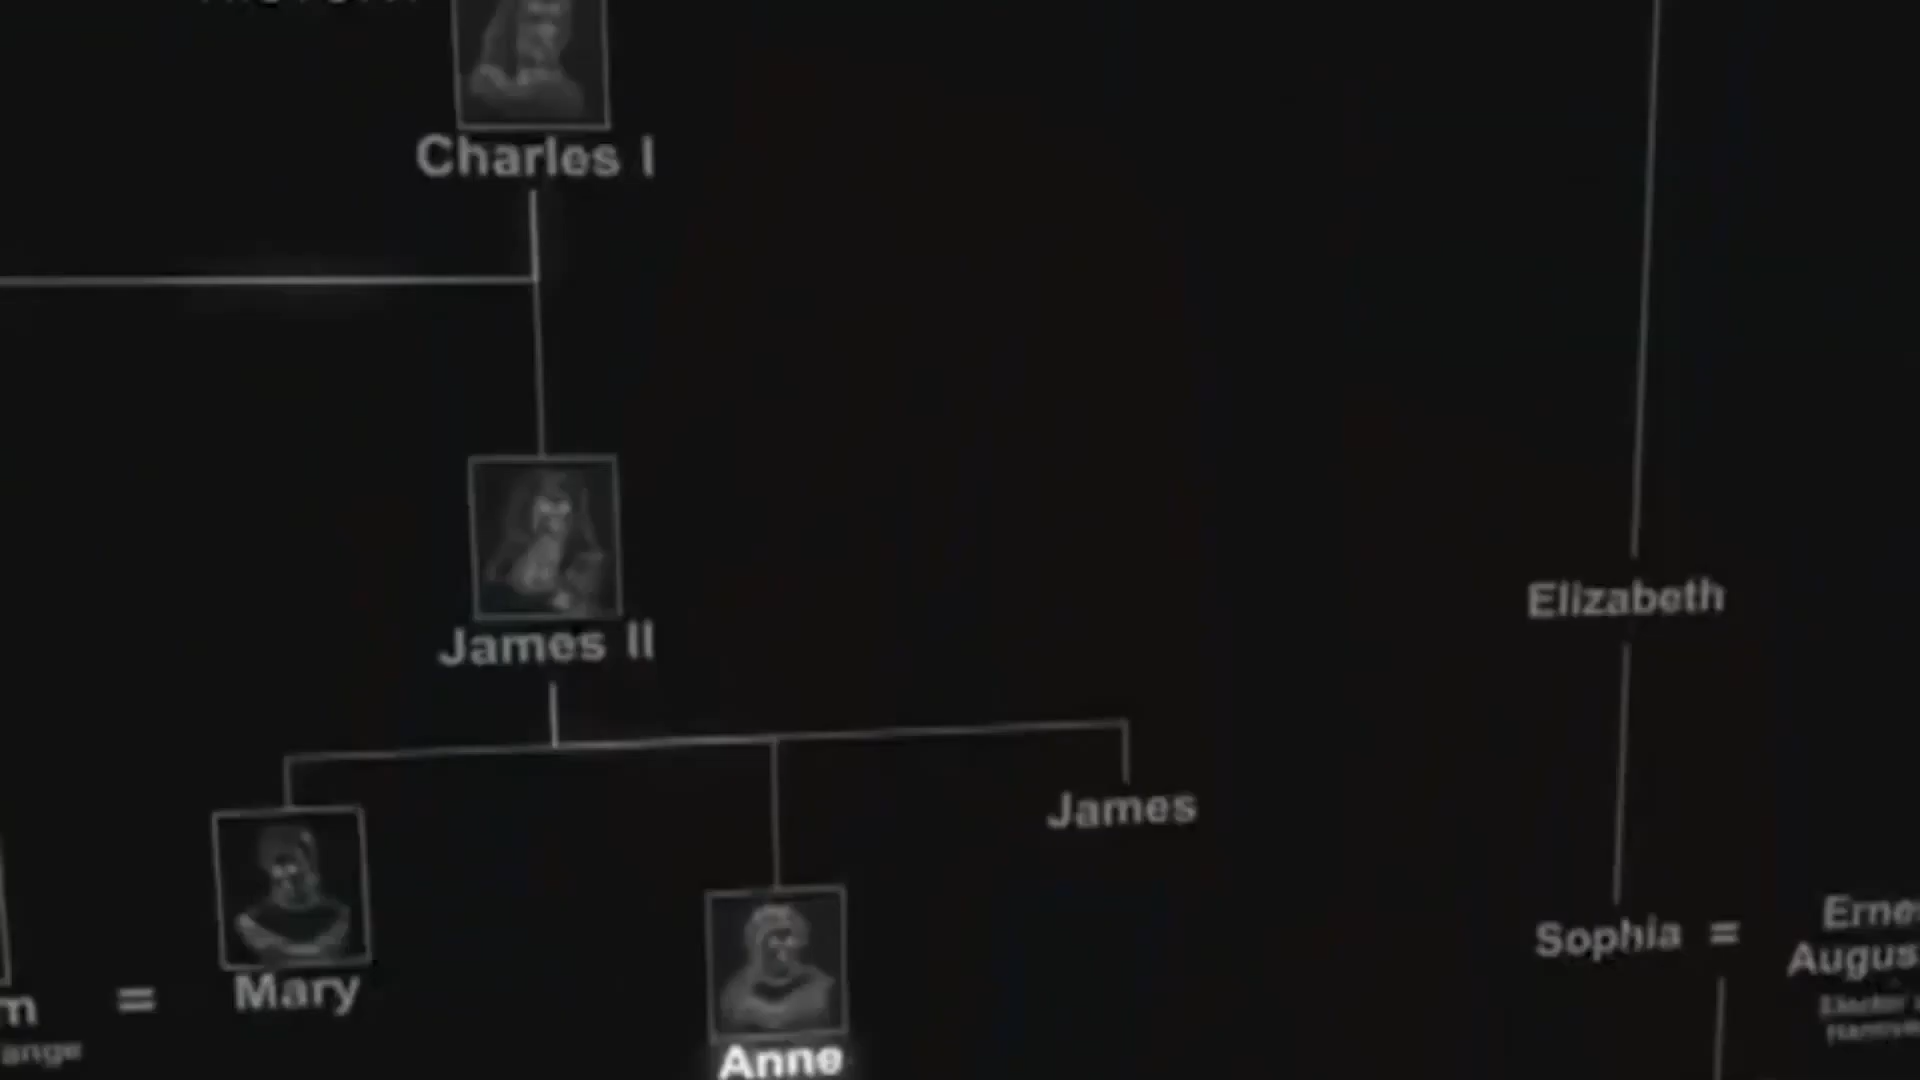 Charles I
James II
Elizabeth
James
Mary
=
Anne
Sophia =